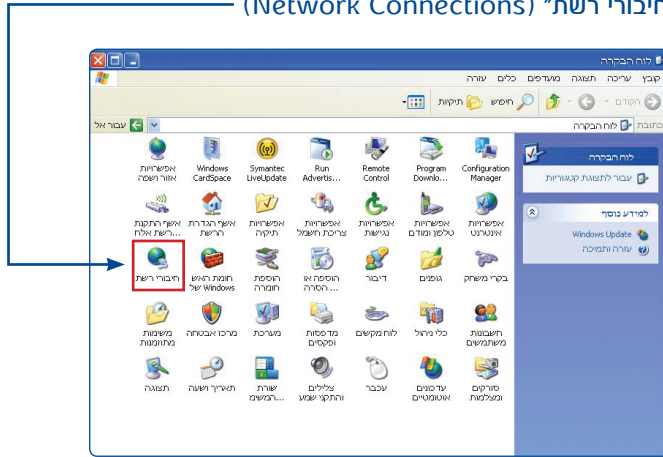 חיבורי רשת" (Network Connections)
לוח הבקרה
קובץ עריכה תצוגה מועדפים כלים עזרה
הקודם חיפוש תיקיות
כתובת לוח הבקרה עבור אל
לוח הבקרה
עבור לתצוגת קטגוריות
למידע נוסף
Windows Update
עזרה ותמיכה
Configuration
Manager
Program
Downlo...
Remote
Control
Run
Advertis...
Symantec
LiveUpdate
Windows
CardSpace
אפשרויות
אזור ושפה
אפשרויות
אינטרנט
אפשרויות
טלפון ומודם
אפשרויות
נגישות
אפשרויות
צריכת חשמל
אפשרויות
תיקיה
אשף הגדרת
הרשת
אשף התקנת
רשת אלח...
בקרי משחק
גופנים
דיבור
הוספה או
הסרה ...
הוספת
חומרה
חומת האש
של Windows
חיבורי רשת
חשבונות
משתמשים
כלי ניהול
לוח מקשים
מדפסות
ופקסים
מערכת
מרכז אבטחה
משימות
מתוזמנות
סורקים
ומצלמות
עדכונים
אוטומטיים
עכבר
צלילים
והתקני שמע
שורת
המשימ...
תאריך ושעה
תצוגה